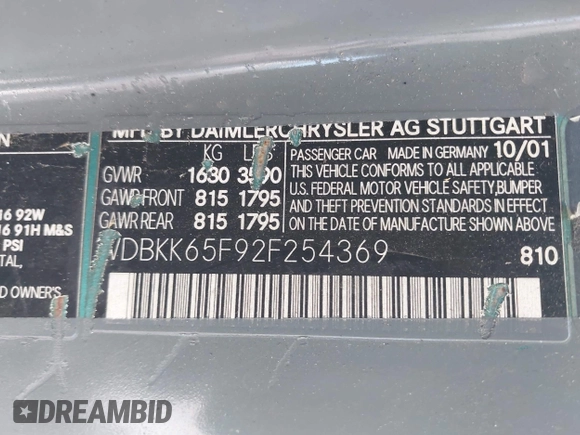 N
16 92W
16 91H M&S
PSI
TAL,
D OWNER'S
MFD BY DAIMLERCHRYSLER AG STUTTGART
KG LBS
GVWR 1630 3590
GAWR FRONT 815 1795
GAWR REAR 815 1795
PASSENGER CAR MADE IN GERMANY 10/01
THIS VEHICLE CONFORMS TO ALL APPLICABLE
U.S. FEDERAL MOTOR VEHICLE SAFETY,BUMPER
AND THEFT PREVENTION STANDARDS IN EFFECT
ON THE DATE OF MANUFACTURE SHOWN ABOVE.
WDBKK65F92F254369
810
DREAMBID